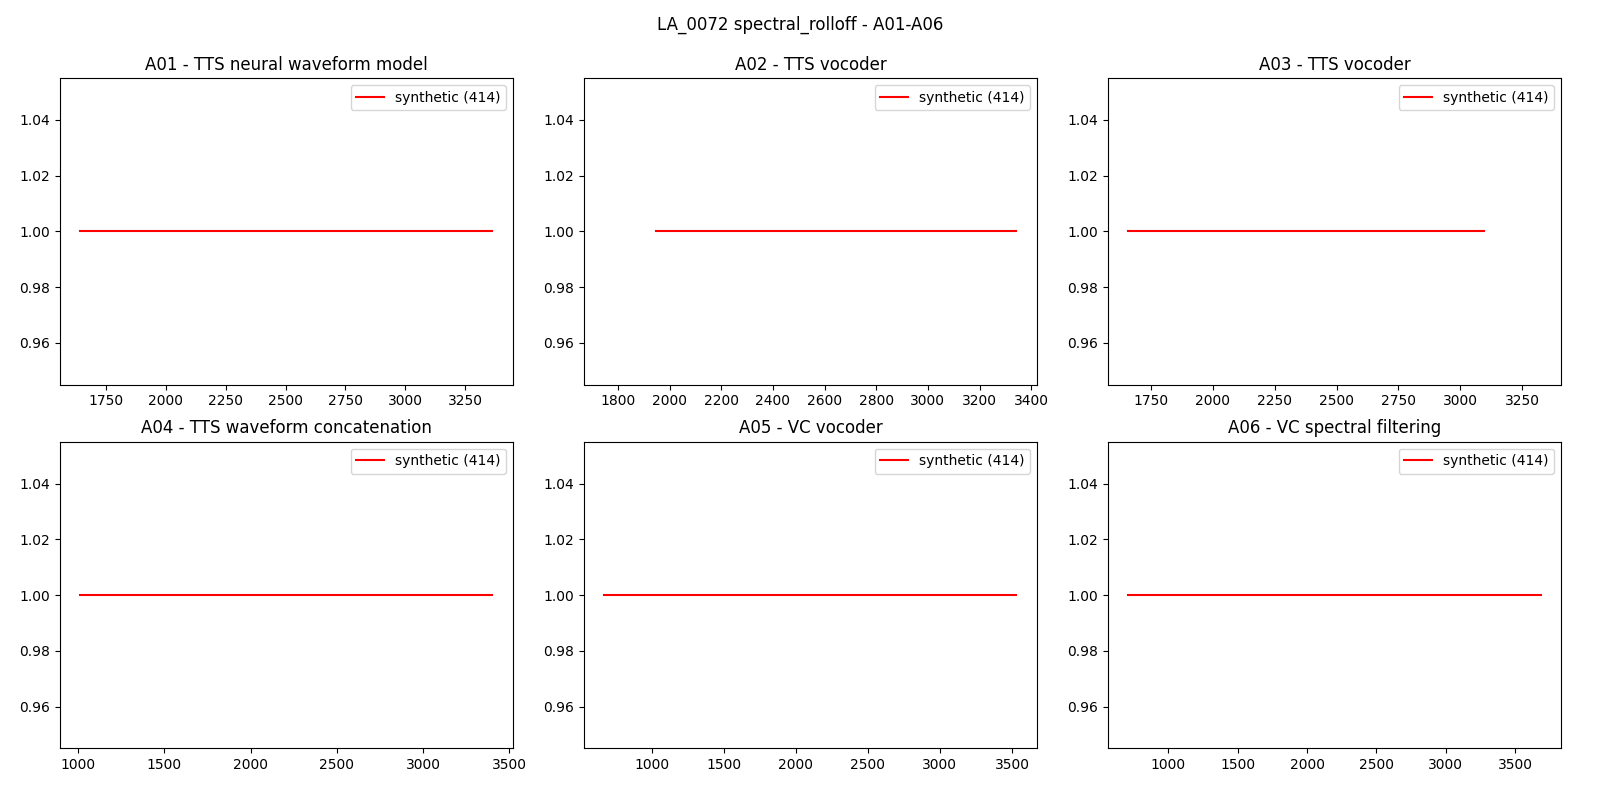 LA_0072 spectral_rolloff - A01-A06
A01 - TTS neural waveform model
synthetic (414)
1.04
1.02
1.00
0.98
0.96
1750 2000 2250 2500 2750 3000 3250
A02 - TTS vocoder
synthetic (414)
1.04
1.02
1.00
0.98
0.96
1800 2000 2200 2400 2600 2800 3000 3200 3400
A03 - TTS vocoder
synthetic (414)
1.04
1.02
1.00
0.98
0.96
1750 2000 2250 2500 2750 3000 3250
A04 - TTS waveform concatenation
synthetic (414)
1.04
1.02
1.00
0.98
0.96
1000 1500 2000 2500 3000 3500
A05 - VC vocoder
synthetic (414)
1.04
1.02
1.00
0.98
0.96
1000 1500 2000 2500 3000 3500
A06 - VC spectral filtering
synthetic (414)
1.04
1.02
1.00
0.98
0.96
1000 1500 2000 2500 3000 3500